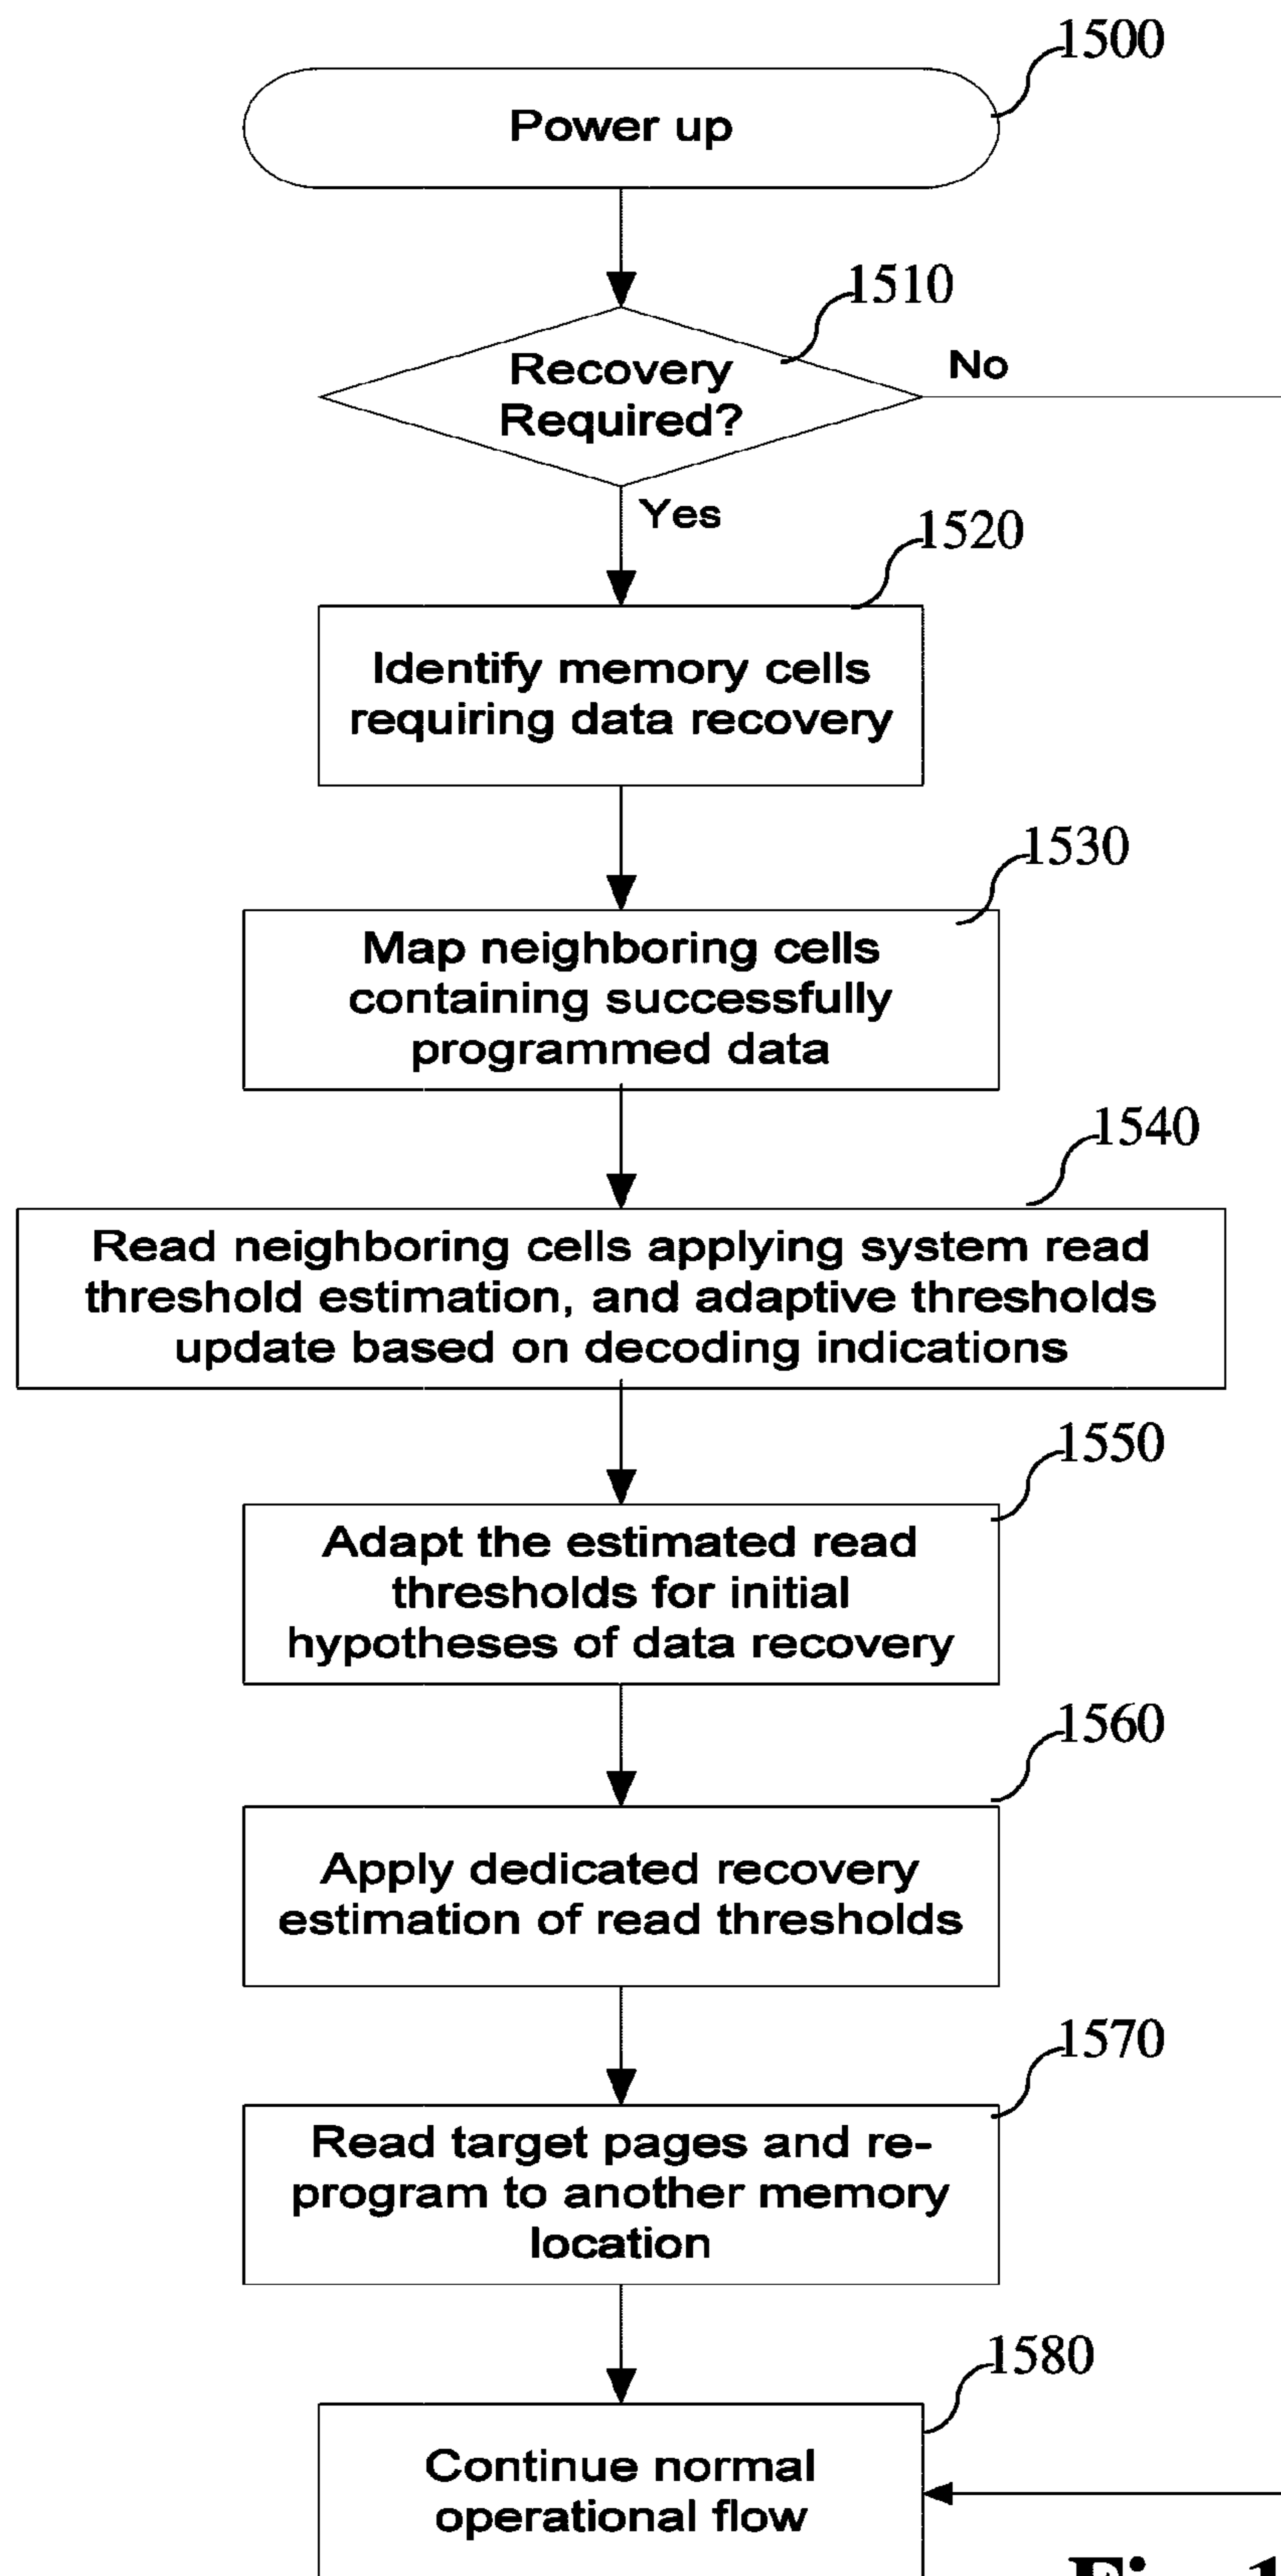 1500
Power up
1510
Recovery
Required?
No
Yes
1520
Identify memory cells
requiring data recovery
1530
Map neighboring cells
containing successfully
programmed data
1540
Read neighboring cells applying system read
threshold estimation, and adaptive thresholds
update based on decoding indications
1550
Adapt the estimated read
thresholds for initial
hypotheses of data recovery
1560
Apply dedicated recovery
estimation of read thresholds
1570
Read target pages and re-
program to another memory
location
1580
Continue normal
operational flow